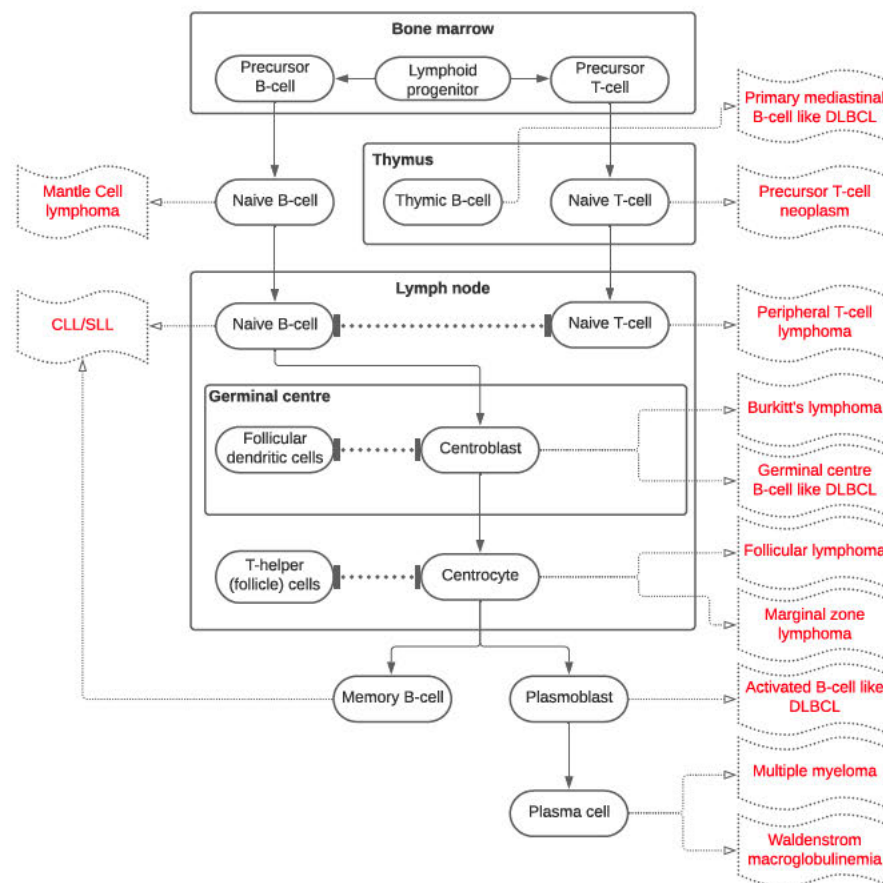 Bone marrow
Precursor
B-cell
Lymphoid
progenitor
Precursor
T-cell
Primary mediastinal
B-cell like DLBCL
Thymus
Mantle Cell
lymphoma
Naive B-cell
Thymic B-cell
Naive T-cell
Precursor T-cell
neoplasm
Lymph node
CLL/SLL
Naive B-cell
Naive T-cell
Peripheral T-cell
lymphoma
Germinal centre
Burkitt's lymphoma
Follicular
dendritic cells
Centroblast
Germinal centre
B-cell like DLBCL
T-helper
(follicle) cells
Centrocyte
Follicular lymphoma
Marginal zone
lymphoma
Memory B-cell
Plasmoblast
Activated B-cell like
DLBCL
Multiple myeloma
Plasma cell
Waldenstrom
macroglobulinemia